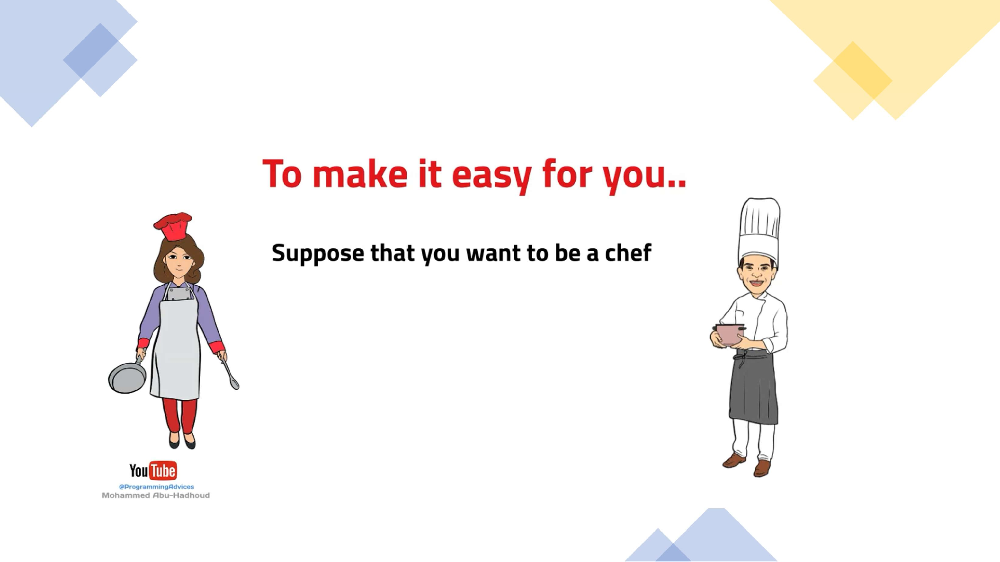 To make it easy for you..
Suppose that you want to be a chef
YouTube
@ProgrammingAdvices
Mohammed Abu-Hadhoud